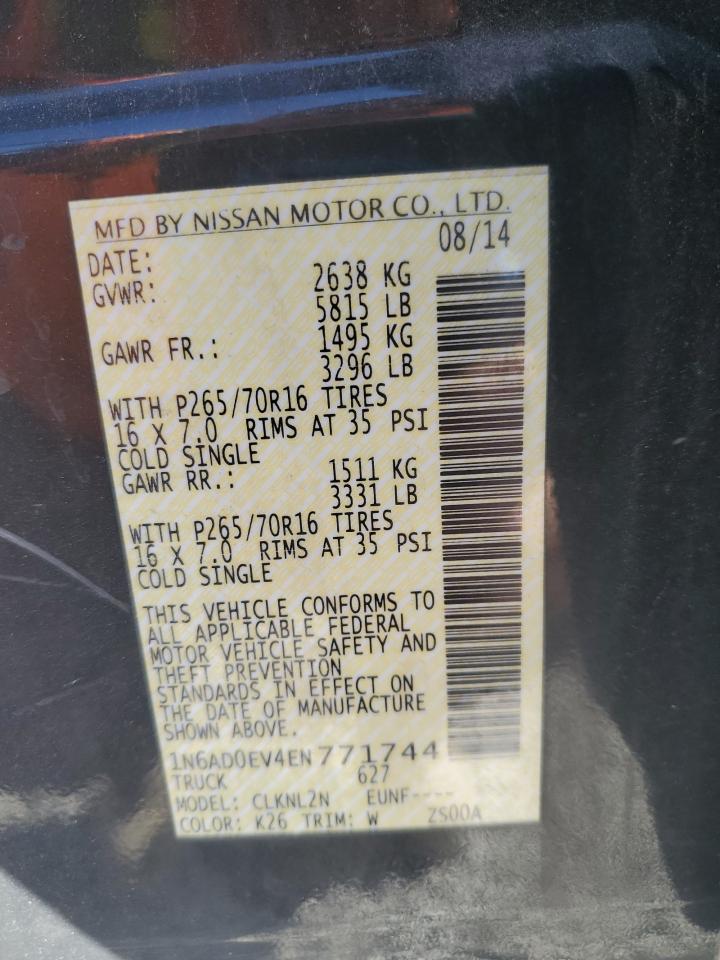 MFD BY NISSAN MOTOR CO., LTD.
DATE: 08/14
GVWR: 2638 KG
5815 LB
GAWR FR.: 1495 KG
3296 LB
WITH P265/70R16 TIRES
16 X 7.0 RIMS AT 35 PSI
COLD SINGLE
GAWR RR.: 1511 KG
3331 LB
WITH P265/70R16 TIRES
16 X 7.0 RIMS AT 35 PSI
COLD SINGLE
THIS VEHICLE CONFORMS TO
ALL APPLICABLE FEDERAL
MOTOR VEHICLE SAFETY AND
THEFT PREVENTION
STANDARDS IN EFFECT ON
THE DATE OF MANUFACTURE
SHOWN ABOVE.
1N6AD0EV4EN771744
TRUCK 627
MODEL: CLKNL2N EUNF----
COLOR: K26 TRIM: W ZS00A